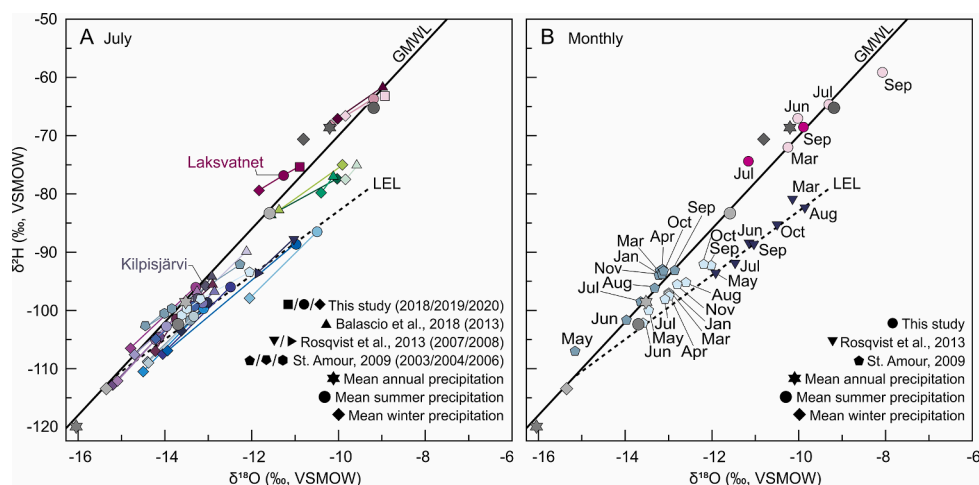 A July
GMWL
Laksvatnet
LEL
Kilpisjärvi
This study (2018/2019/2020)
Balascio et al., 2018 (2013)
Rosqvist et al., 2013 (2007/2008)
St. Amour, 2009 (2003/2004/2006)
Mean annual precipitation
Mean summer precipitation
Mean winter precipitation
-50
-60
-70
-80
-90
-100
-110
-120
δ²H (‰, VSMOW)
-16 -14 -12 -10 -8 -6
δ¹⁸O (‰, VSMOW)
B Monthly
GMWL
Sep
Jul
Jun
Sep
Mar
Jul
Mar
LEL
Aug
Oct
Sep
Oct
Apr
Mar
Jan
Nov
Oct
Sep
Jun
Sep
Jul
May
Jul
Aug
Nov
Jan
Mar
Apr
Jul
May
Jun
Jun
May
Aug
This study
Rosqvist et al., 2013
St. Amour, 2009
Mean annual precipitation
Mean summer precipitation
Mean winter precipitation
-16 -14 -12 -10 -8 -6
δ¹⁸O (‰, VSMOW)